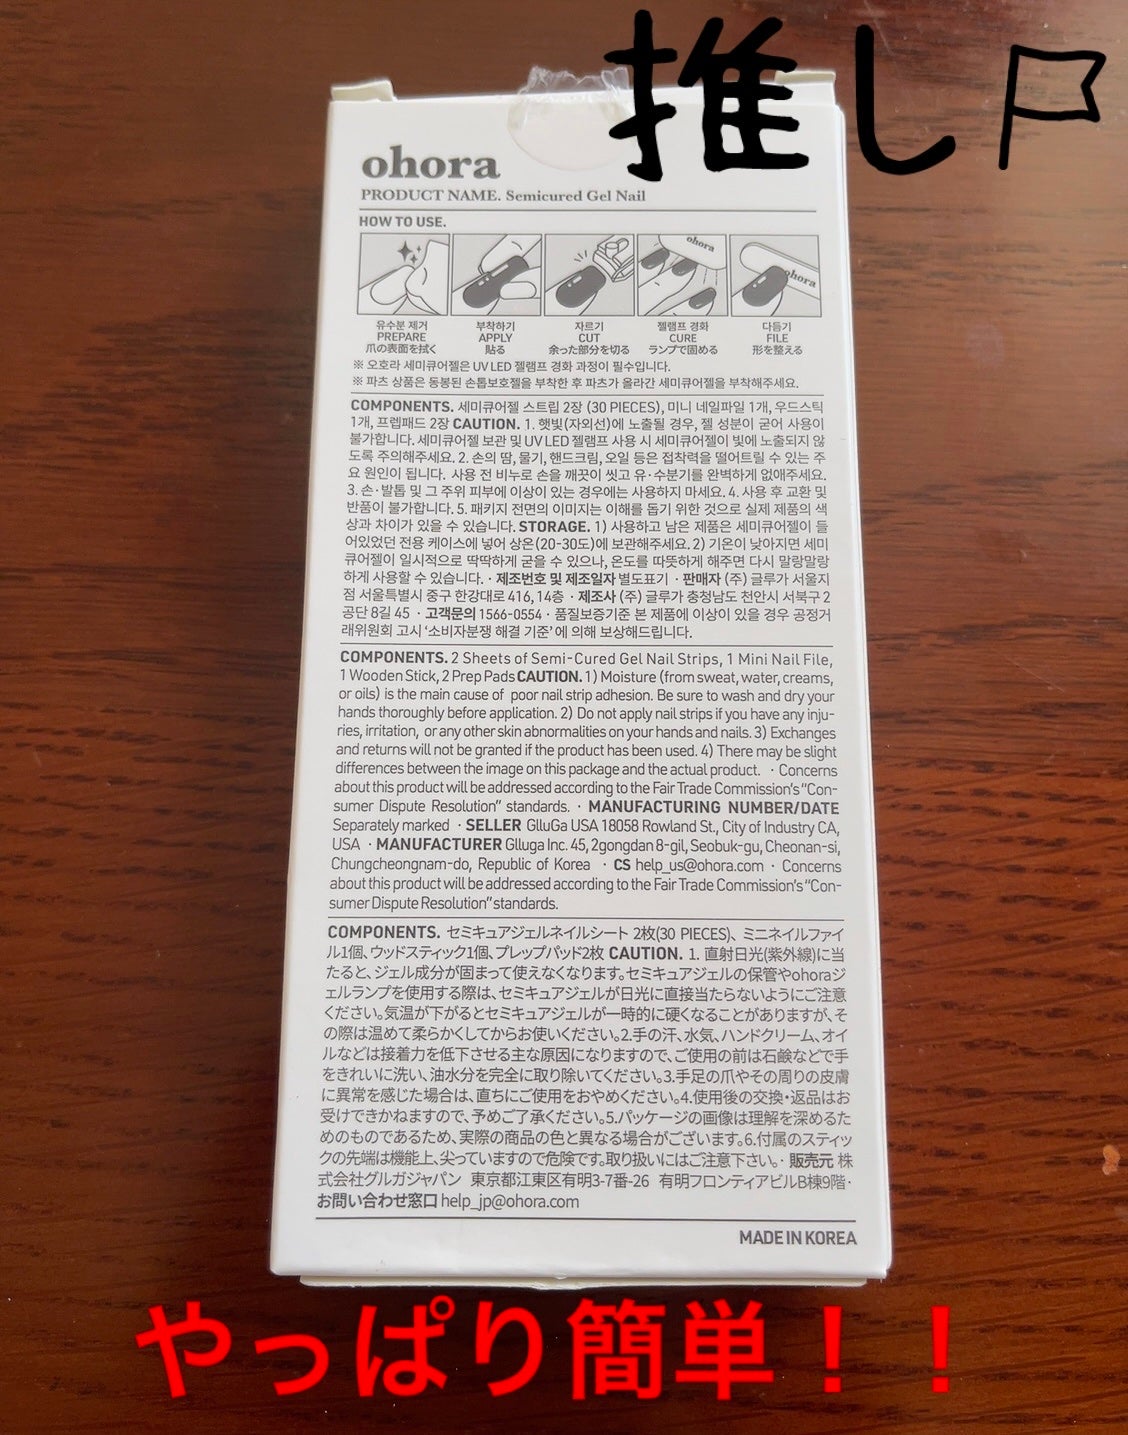 推し
ohora
PRODUCT NAME. Semicured Gel Nail
HOW TO USE.
ohora
ohora
유수분 제거
PREPARE
爪の表面を拭く
부착하기
APPLY
貼る
자르기
CUT
余った部分を切る
젤램프 경화
CURE
ランプで固める
다듬기
FILE
形を整える
※ 오호라 세미큐어젤은 UV LED 젤램프 경화 과정이 필수입니다.
※ 파츠 상품은 동봉된 손톱보호젤을 부착한 후 파츠가 올라간 세미큐어젤을 부착해주세요.
COMPONENTS. 세미큐어젤 스트립 2장 (30 PIECES), 미니 네일파일 1개, 우드스틱
1개, 프렙패드 2장 CAUTION. 1. 햇빛(자외선)에 노출될 경우, 젤 성분이 굳어 사용이
불가합니다. 세미큐어젤 보관 및 UV LED 젤램프 사용 시 세미큐어젤이 빛에 노출되지 않
도록 주의해주세요. 2. 손의 땀, 물기, 핸드크림, 오일 등은 접착력을 떨어트릴 수 있는 주
요 원인이 됩니다. 사용 전 비누로 손을 깨끗이 씻고 유·수분기를 완벽하게 없애주세요.
3. 손·발톱 및 그 주위 피부에 이상이 있는 경우에는 사용하지 마세요. 4. 사용 후 교환 및
반품이 불가합니다. 5. 패키지 전면의 이미지는 이해를 돕기 위한 것으로 실제 제품의 색
상과 차이가 있을 수 있습니다. STORAGE. 1) 사용하고 남은 제품은 세미큐어젤이 들
어있었던 전용 케이스에 넣어 상온(20-30도)에 보관해주세요. 2) 기온이 낮아지면 세미
큐어젤이 일시적으로 딱딱하게 굳을 수 있으나, 온도를 따뜻하게 해주면 다시 말랑말랑
하게 사용할 수 있습니다. · 제조번호 및 제조일자 별도표기 · 판매자 (주) 글루가 서울지
점 서울특별시 중구 한강대로 416, 14층 · 제조사 (주) 글루가 충청남도 천안시 서북구 2
공단 8길 45 · 고객문의 1566-0554 · 품질보증기준 본 제품에 이상이 있을 경우 공정거
래위원회 고시 ‘소비자분쟁 해결 기준’ 에 의해 보상해드립니다.
COMPONENTS. 2 Sheets of Semi-Cured Gel Nail Strips, 1 Mini Nail File,
1 Wooden Stick, 2 Prep Pads CAUTION. 1) Moisture (from sweat, water, creams,
or oils) is the main cause of poor nail strip adhesion. Be sure to wash and dry your
hands thoroughly before application. 2) Do not apply nail strips if you have any inju-
ries, irritation, or any other skin abnormalities on your hands and nails. 3) Exchanges
and returns will not be granted if the product has been used. 4) There may be slight
differences between the image on this package and the actual product. · Concerns
about this product will be addressed according to the Fair Trade Commission's "Con-
sumer Dispute Resolution" standards. · MANUFACTURING NUMBER/DATE
Separately marked · SELLER GlluGa USA 18058 Rowland St., City of Industry CA,
USA · MANUFACTURER Glluga Inc. 45, 2gongdan 8-gil, Seobuk-gu, Cheonan-si,
Chungcheongnam-do, Republic of Korea · CS help_us@ohora.com · Concerns
about this product will be addressed according to the Fair Trade Commission's "Con-
sumer Dispute Resolution" standards.
COMPONENTS. セミキュアジェルネイルシート 2枚(30 PIECES)、ミニネイルファイ
ル1個、ウッドスティック1個、プレップパッド2枚 CAUTION. 1. 直射日光(紫外線)に当
たると、ジェル成分が固まって使えなくなります。セミキュアジェルの保管やohoraジ
ェルランプを使用する際は、セミキュアジェルが日光に直接当たらないようにご注意
ください。気温が下がるとセミキュアジェルが一時的に硬くなることがありますが、そ
の際は温めて柔らかくしてからお使いください。2.手の汗、水気、ハンドクリーム、オイ
ルなどは接着力を低下させる主な原因になりますので、ご使用の前は石鹸などで手
をきれいに洗い、油水分を完全に取り除いてください。3.手足の爪やその周りの皮膚
に異常を感じた場合は、直ちにご使用をおやめください。4.使用後の交換・返品はお
受けできかねますので、予めご了承ください。5.パッケージの画像は理解を深めるた
めのものであるため、実際の商品の色と異なる場合がございます。6.付属のスティッ
クの先端は機能上、尖っていますので危険です。取り扱いにはご注意下さい。· 販売元 株
式会社グルガジャパン 東京都江東区有明3-7番-26 有明フロンティアビルB棟9階·
お問い合わせ窓口 help_jp@ohora.com
MADE IN KOREA
やっぱり簡単！！